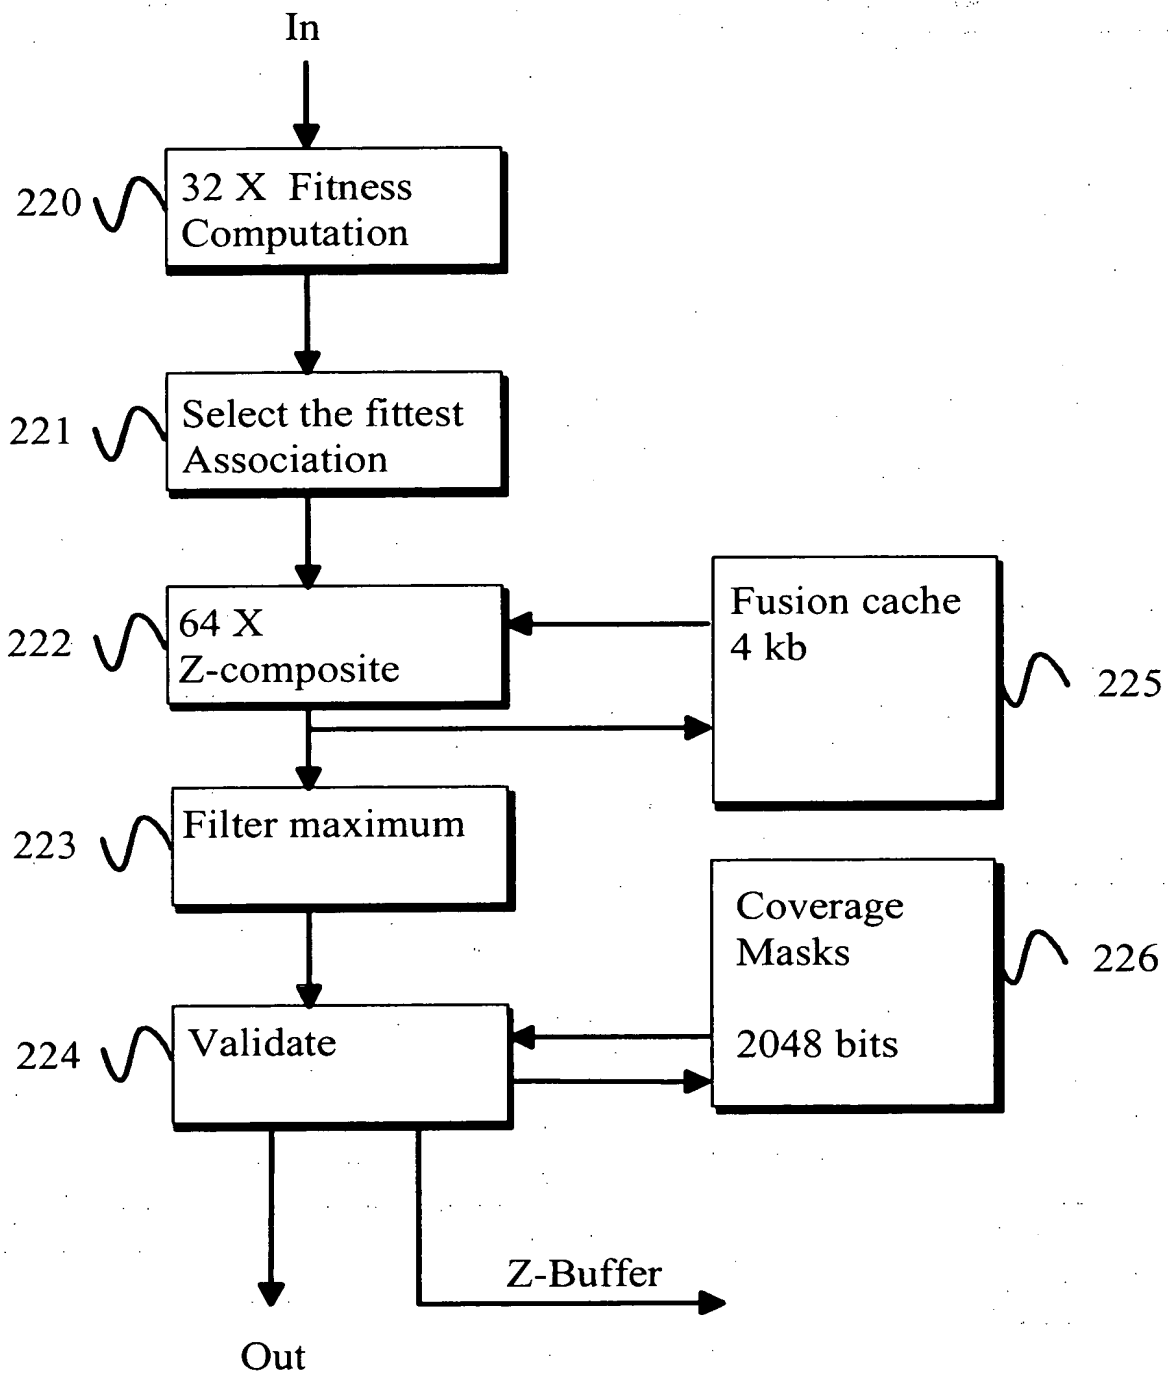 In
220
32 X Fitness
Computation
221
Select the fittest
Association
222
64 X
Z-composite
Fusion cache
4 kb
225
223
Filter maximum
Coverage
Masks
2048 bits
226
224
Validate
Z-Buffer
Out